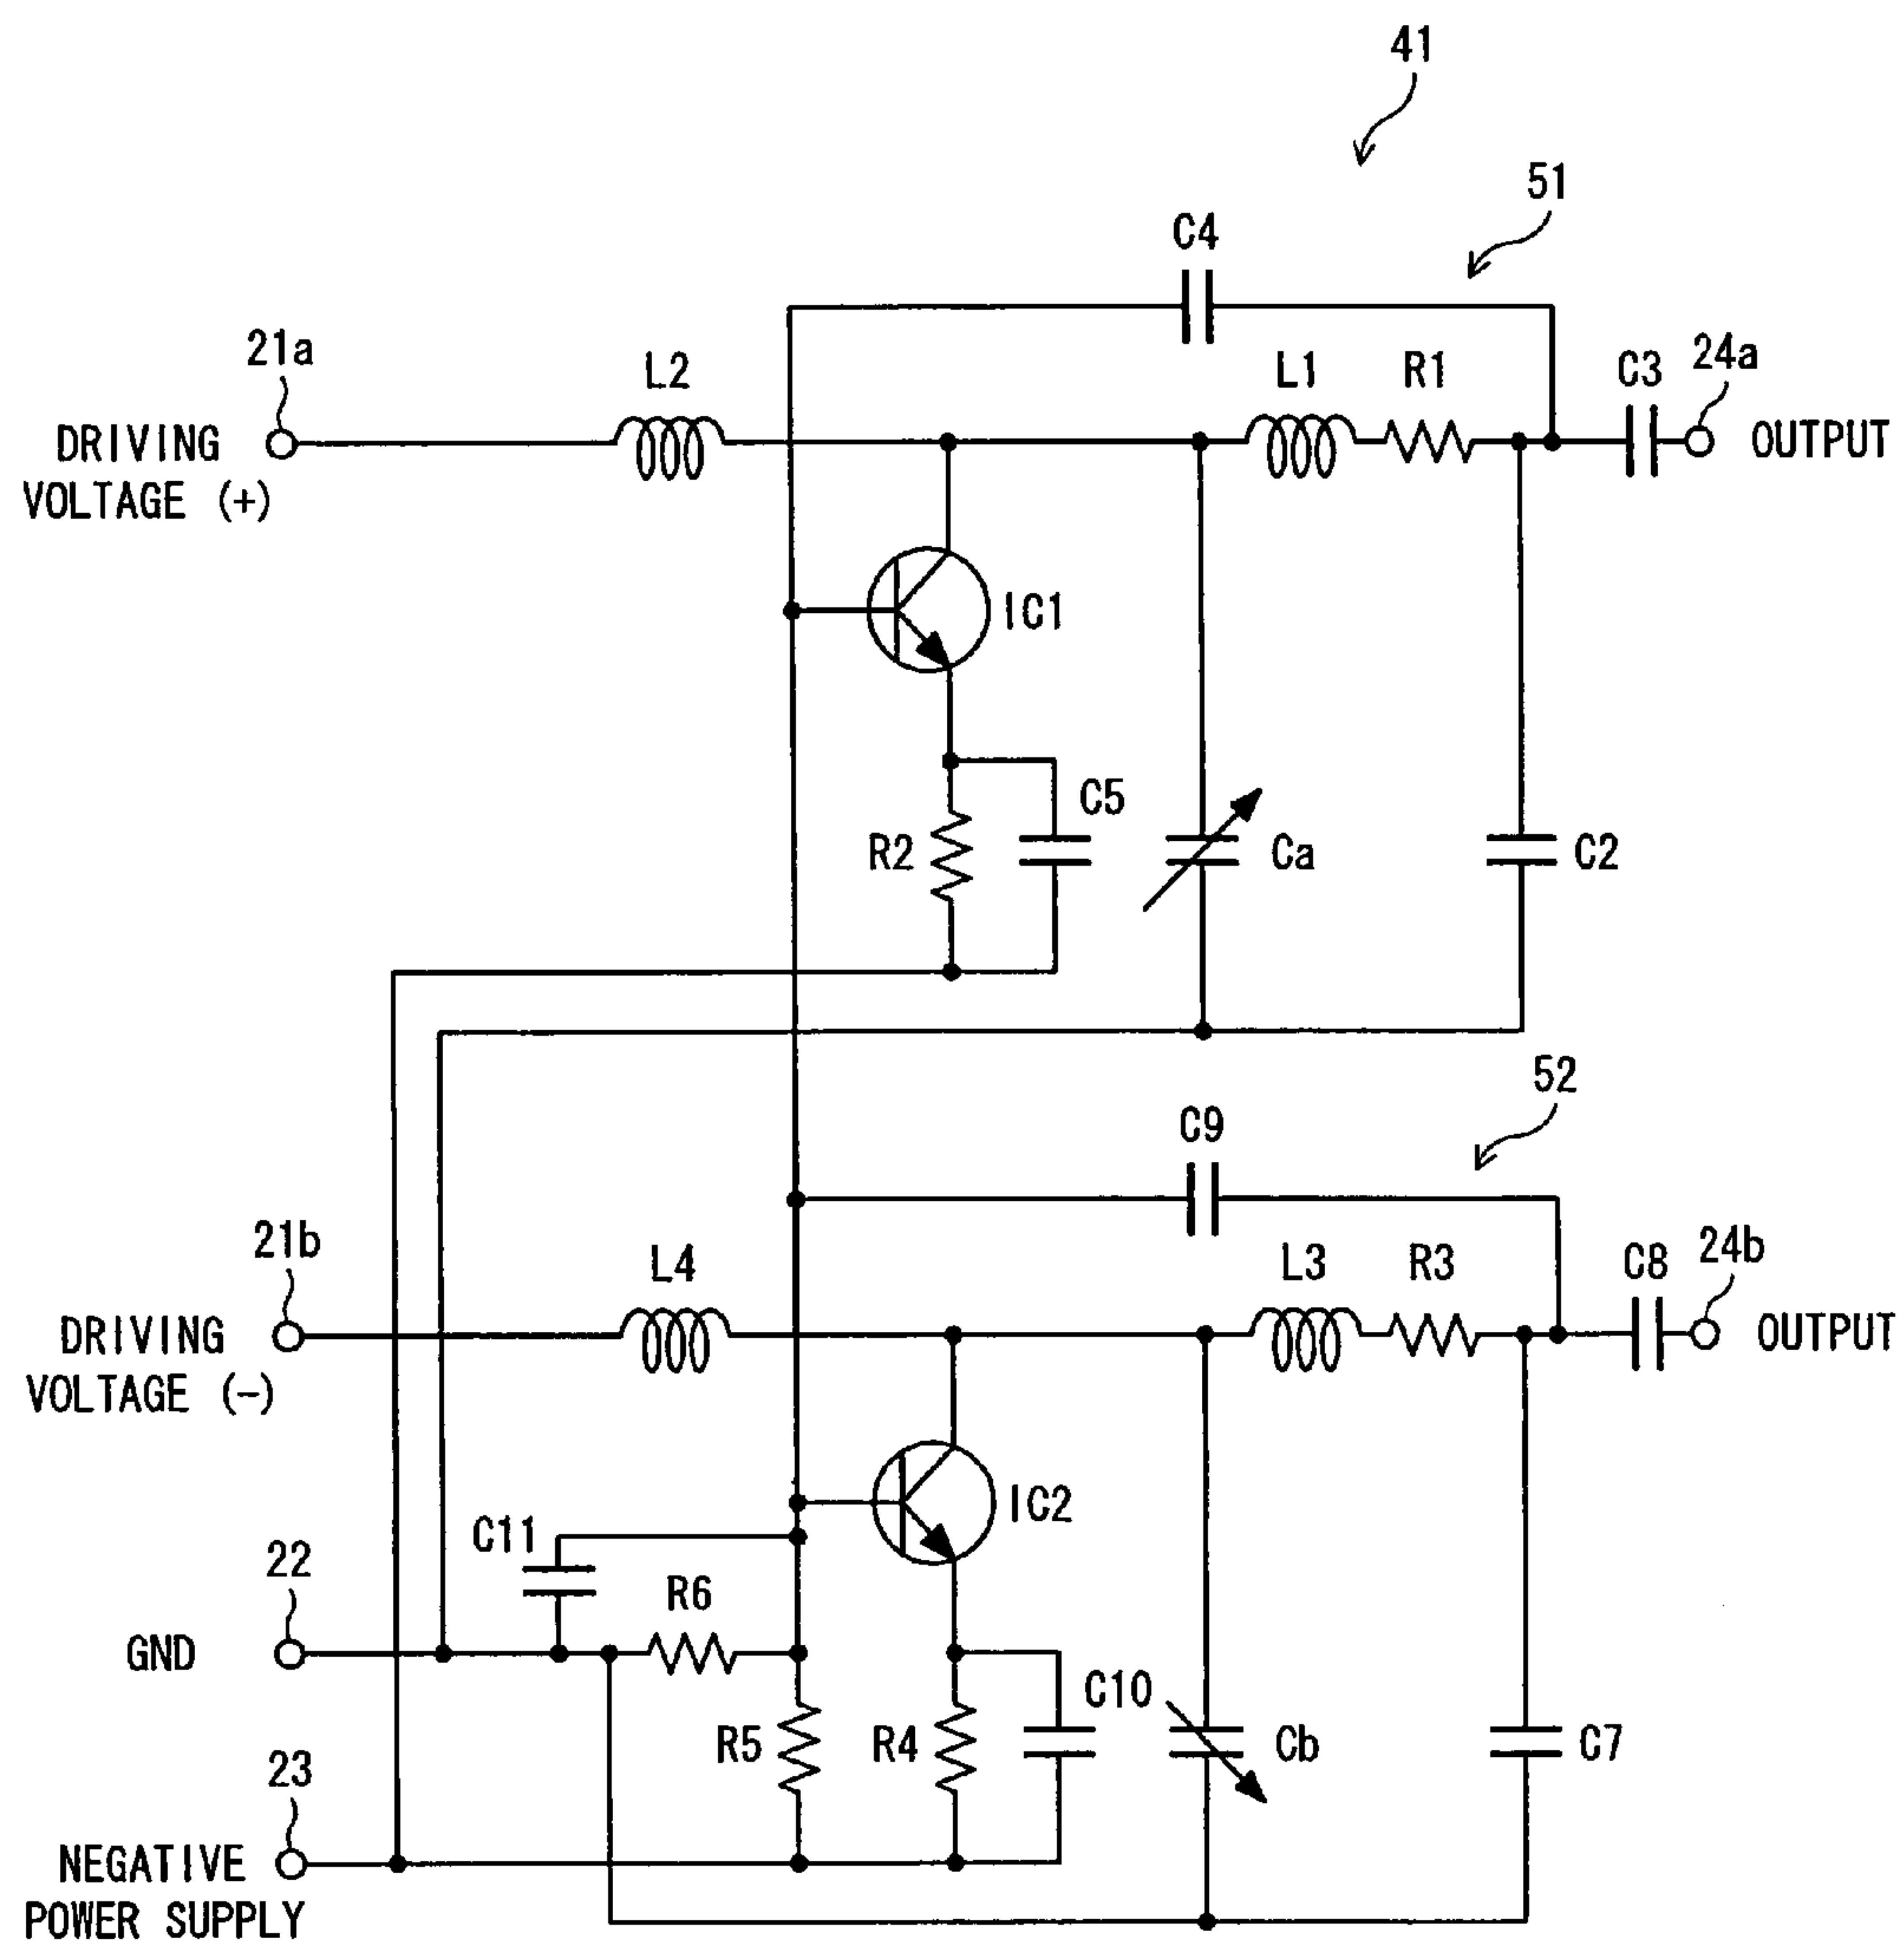 41
51
C4
21a
L2
L1
R1
C3
24a
DRIVING
VOLTAGE (+)
OUTPUT
IC1
C5
R2
Ca
C2
52
C9
21b
L4
L3
R3
C8
24b
DRIVING
VOLTAGE (-)
OUTPUT
IC2
C11
22
R6
GND
C10
R5
R4
Cb
C7
23
NEGATIVE
POWER SUPPLY